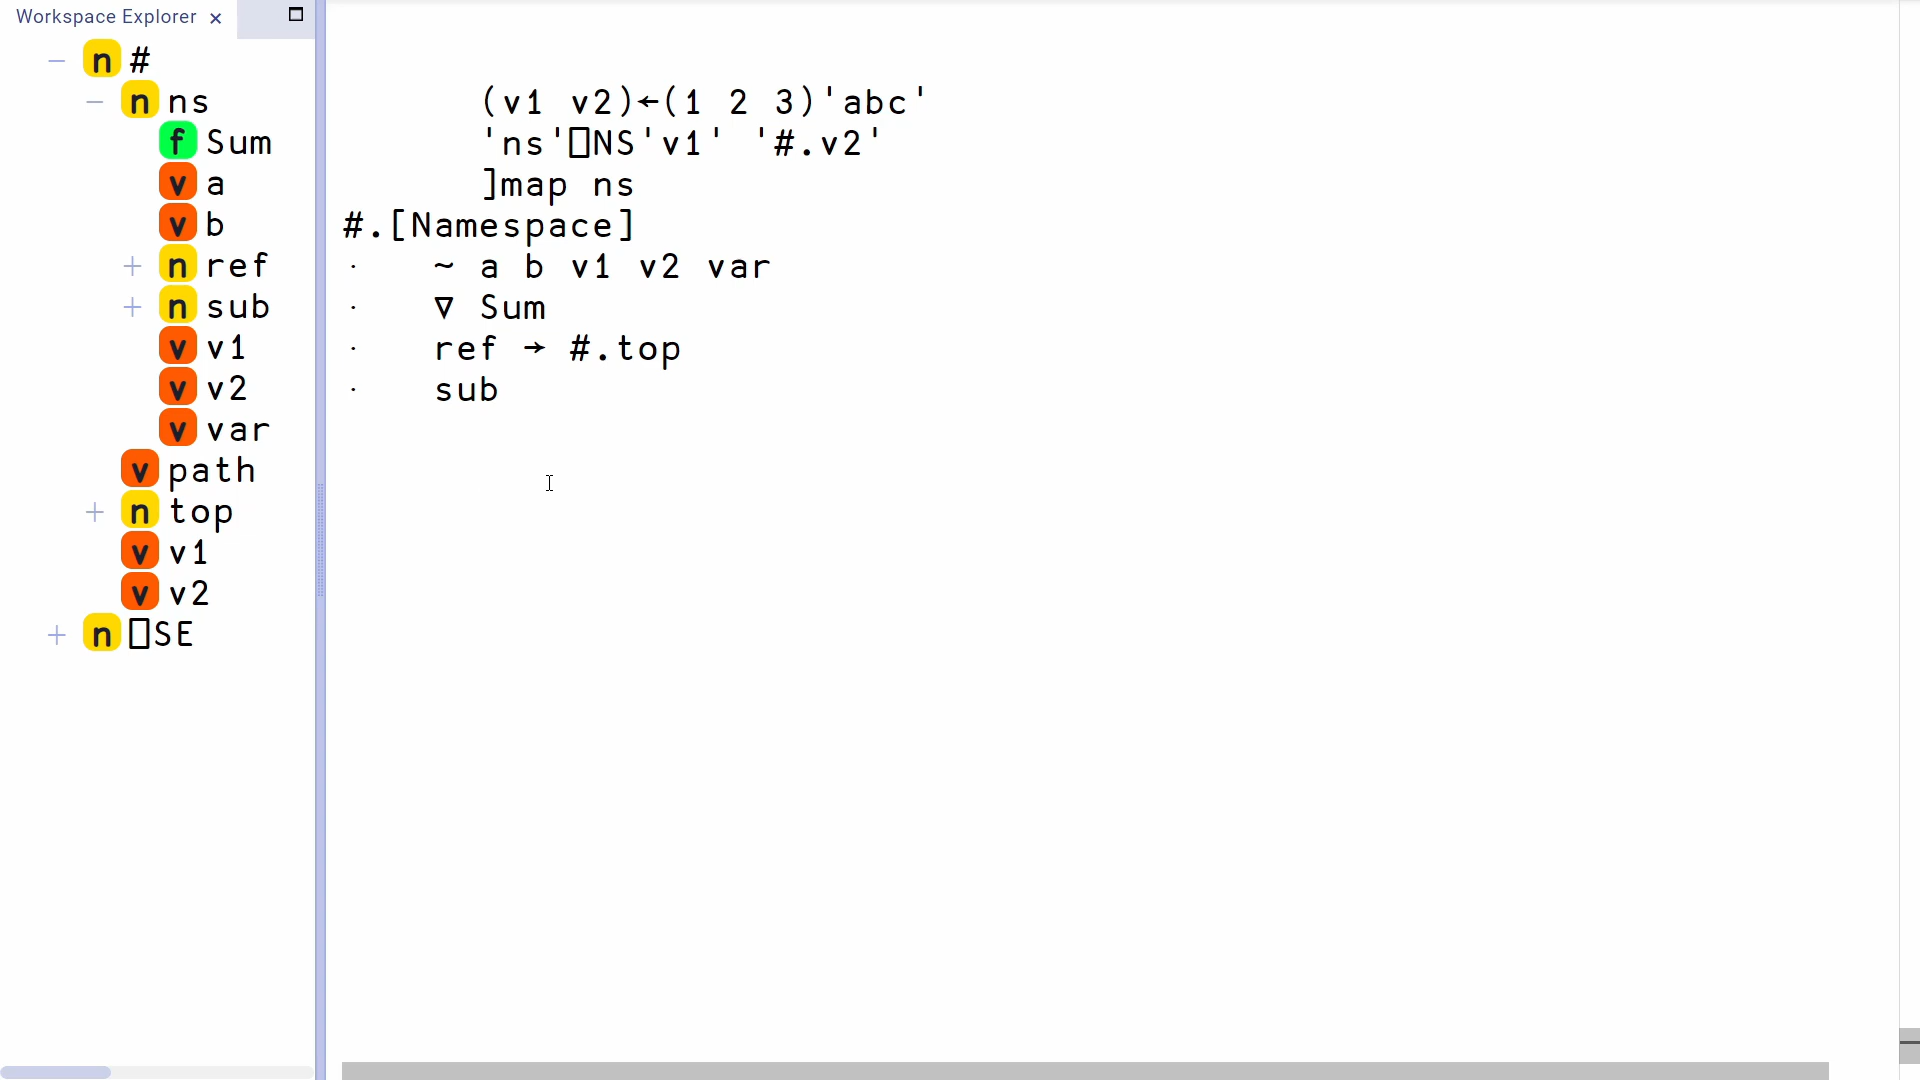 Workspace Explorer ×
− n #
− n ns
f Sum
v a
v b
+ n ref
+ n sub
v v1
v v2
v var
v path
+ n top
v v1
v v2
+ n ⎕SE
(v1 v2)←(1 2 3)'abc'
'ns'⎕NS'v1' '#.v2'
]map ns
#.[Namespace]
·   ~ a b v1 v2 var
·   ∇ Sum
·   ref → #.top
·   sub